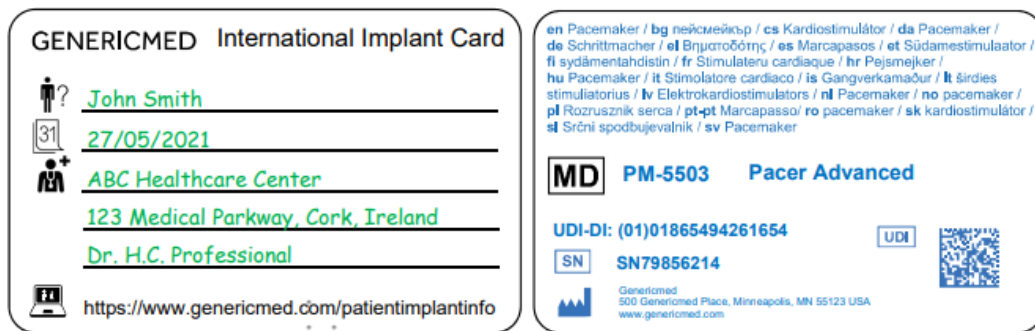 GENERICMED International Implant Card
?
John Smith
31
27/05/2021
ABC Healthcare Center
123 Medical Parkway, Cork, Ireland
Dr. H.C. Professional
https://www.genericmed.com/patientimplantinfo
en Pacemaker / bg пейсмейкър / cs Kardiostimulátor / da Pacemaker /
de Schrittmacher / el Βηματοδότης / es Marcapasos / et Südamestimulaator /
fi sydämentahdistin / fr Stimulateru cardiaque / hr Pejsmejker /
hu Pacemaker / it Stimolatore cardiaco / is Gangverkamaður / lt širdies
stimuliatorius / lv Elektrokardiostimulators / nl Pacemaker / no pacemaker /
pl Rozrusznik serca / pt-pt Marcapasso/ ro pacemaker / sk kardiostimulátor /
sl Srčni spodbujevalnik / sv Pacemaker
MD PM-5503 Pacer Advanced
UDI-DI: (01)01865494261654 UDI
SN SN79856214
Genericmed
500 Genericmed Place, Minneapolis, MN 55123 USA
www.genericmed.com